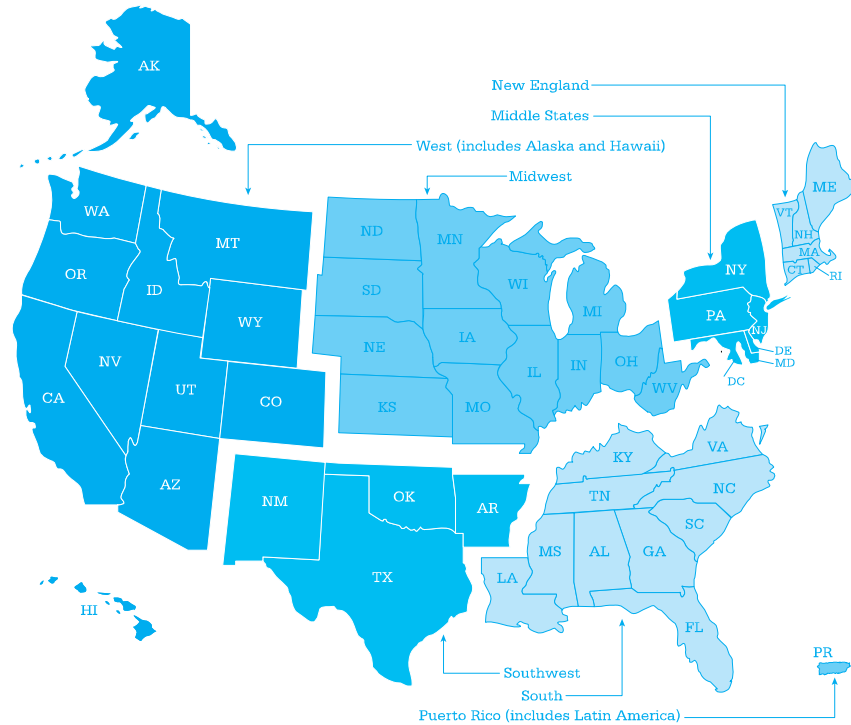 AK
New England
Middle States
West (includes Alaska and Hawaii)
Midwest
ME
WA
VT
ND
MN
NH
MT
MA
OR
NY
CT
RI
WI
ID
SD
MI
PA
WY
NJ
IA
NE
DE
NV
OH
MD
UT
IL
IN
DC
WV
CA
CO
KS
MO
VA
KY
AZ
NC
TN
OK
NM
AR
SC
MS
AL
GA
TX
LA
HI
FL
PR
Southwest
South
Puerto Rico (includes Latin America)